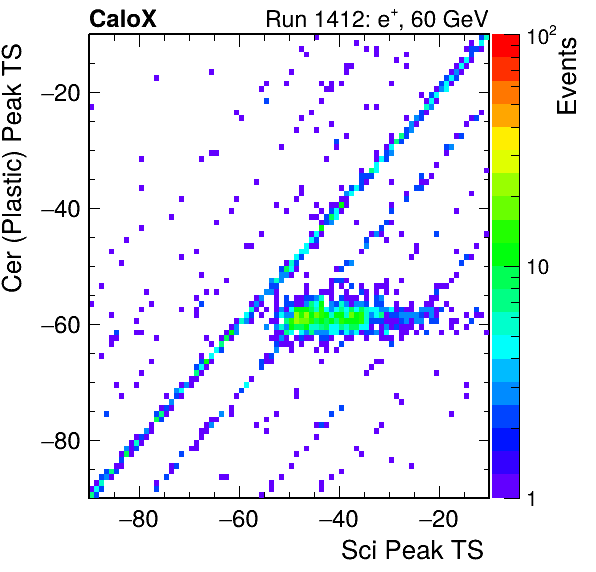 CaloX Run 1412: e⁺, 60 GeV
Cer (Plastic) Peak TS
−20
−40
−60
−80
−80 −60 −40 −20
Sci Peak TS
10²
10
1
Events